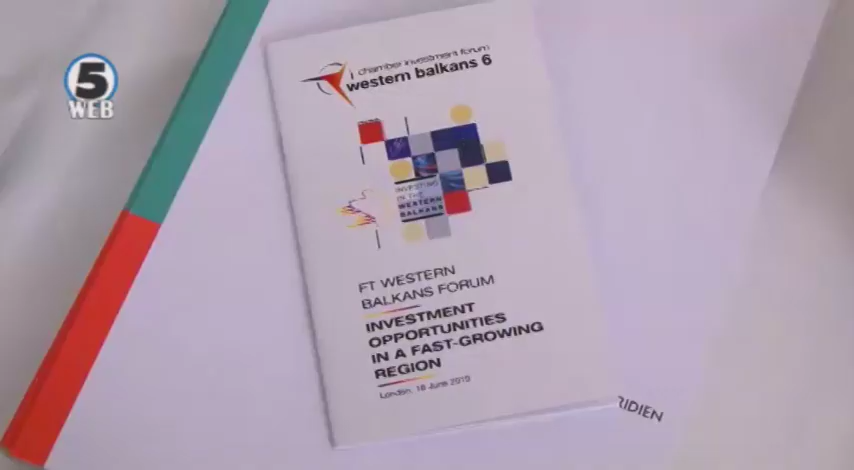 5
WEB
chamber investment forum
western balkans 6
INVESTING
IN THE
WESTERN
BALKANS
FT WESTERN
BALKANS FORUM
INVESTMENT
OPPORTUNITIES
IN A FAST-GROWING
REGION
London, 18 June 2019
RIDIEN